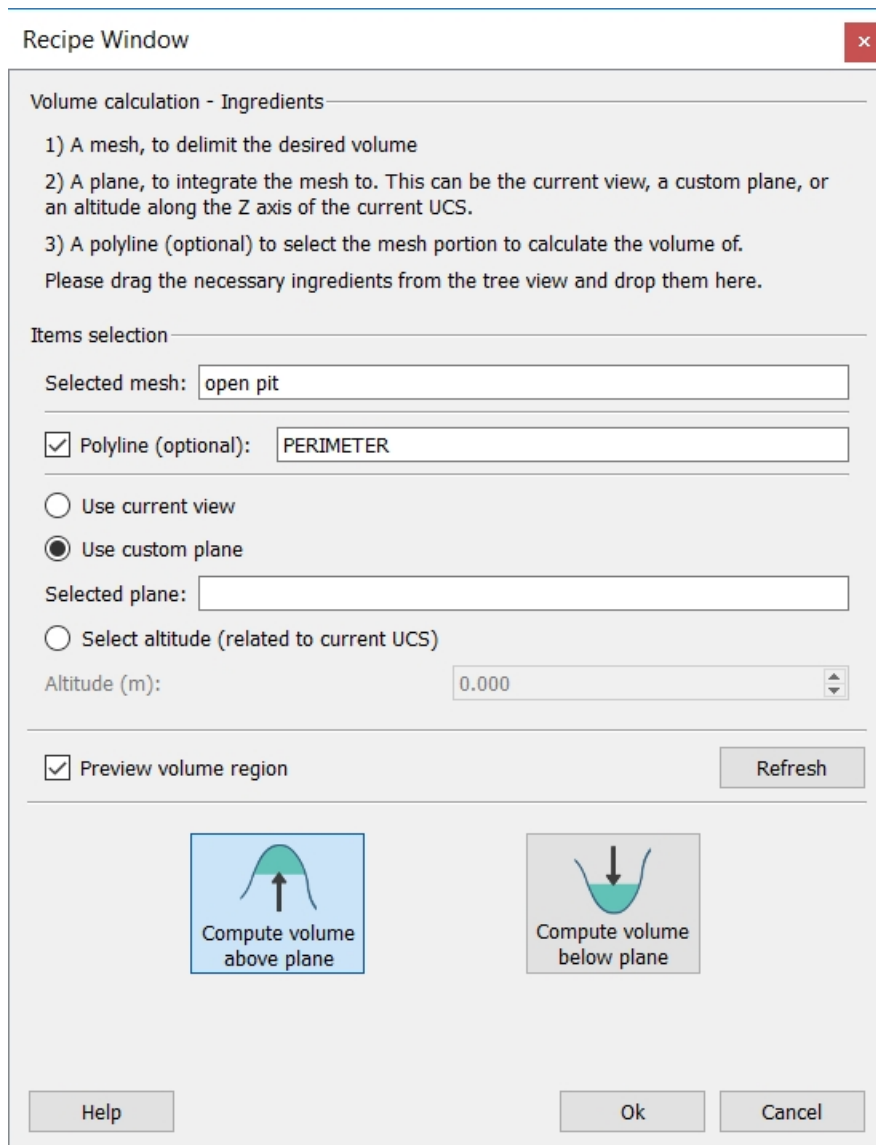 Recipe Window
Volume calculation - Ingredients
1) A mesh, to delimit the desired volume
2) A plane, to integrate the mesh to. This can be the current view, a custom plane, or
an altitude along the Z axis of the current UCS.
3) A polyline (optional) to select the mesh portion to calculate the volume of.
Please drag the necessary ingredients from the tree view and drop them here.
Items selection
Selected mesh: open pit
Polyline (optional): PERIMETER
Use current view
Use custom plane
Selected plane:
Select altitude (related to current UCS)
Altitude (m): 0.000
Preview volume region Refresh
Compute volume
above plane
Compute volume
below plane
Help Ok Cancel